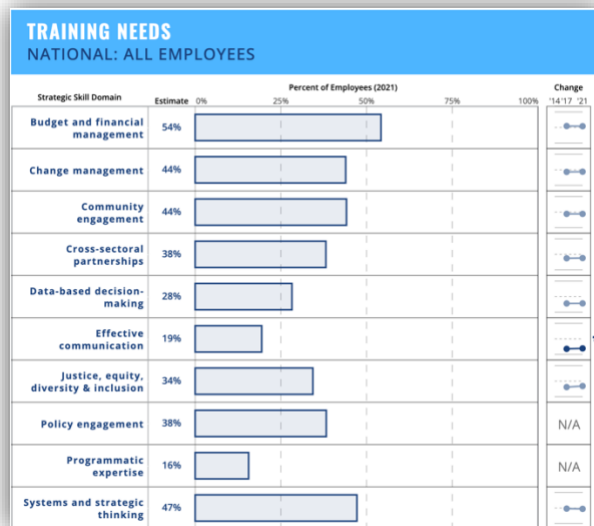 TRAINING NEEDS
NATIONAL: ALL EMPLOYEES
Percent of Employees (2021)
Change
Strategic Skill Domain
Estimate 0% 25% 50% 75% 100% '14'17 '21
Budget and financial
management
54%
Change management 44%
Community
engagement
44%
Cross-sectoral
partnerships
38%
Data-based decision-
making
28%
Effective
communication
19%
Justice, equity,
diversity & inclusion
34%
Policy engagement 38% N/A
Programmatic
expertise
16% N/A
Systems and strategic
thinking
47%